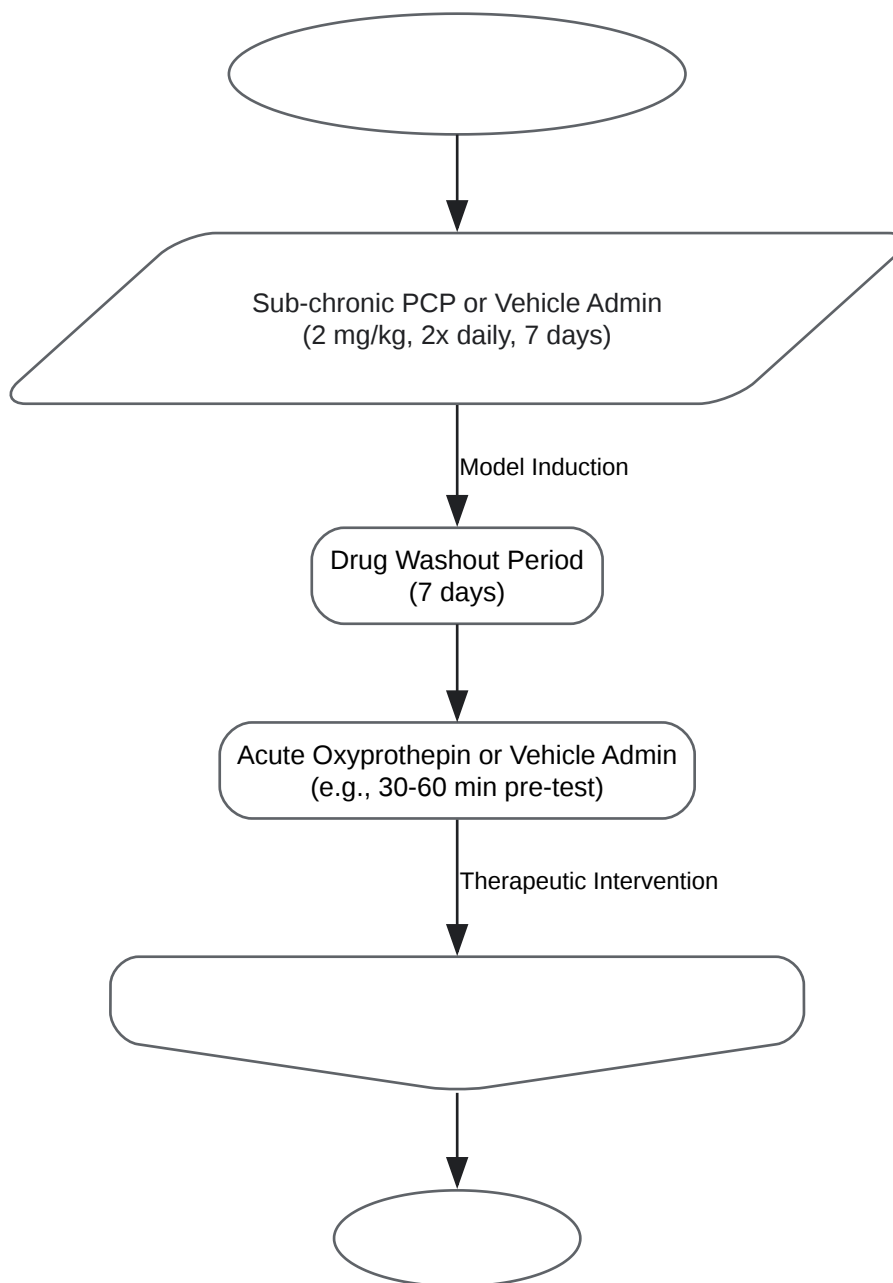 Sub-chronic PCP or Vehicle Admin
(2 mg/kg, 2x daily, 7 days)
Model Induction
Drug Washout Period
(7 days)
Acute Oxyprothepin or Vehicle Admin
(e.g., 30-60 min pre-test)
Therapeutic Intervention